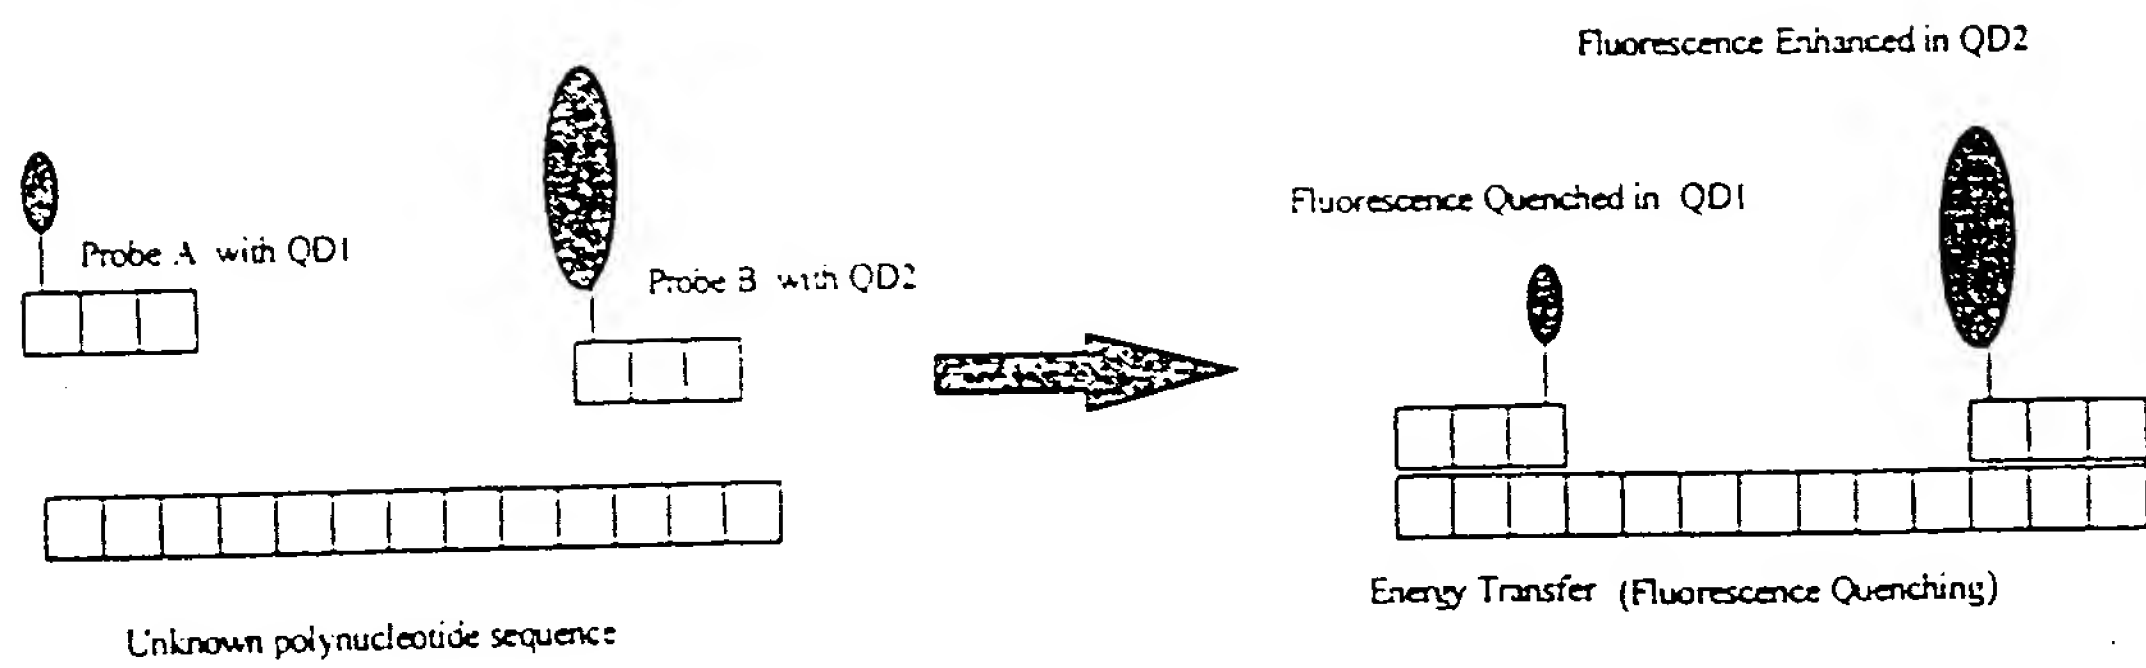 Fluorescence Enhanced in QD2
Fluorescence Quenched in QD1
Probe A with QD1
Probe B with QD2
Energy Transfer (Fluorescence Quenching)
Unknown polynucleotide sequence